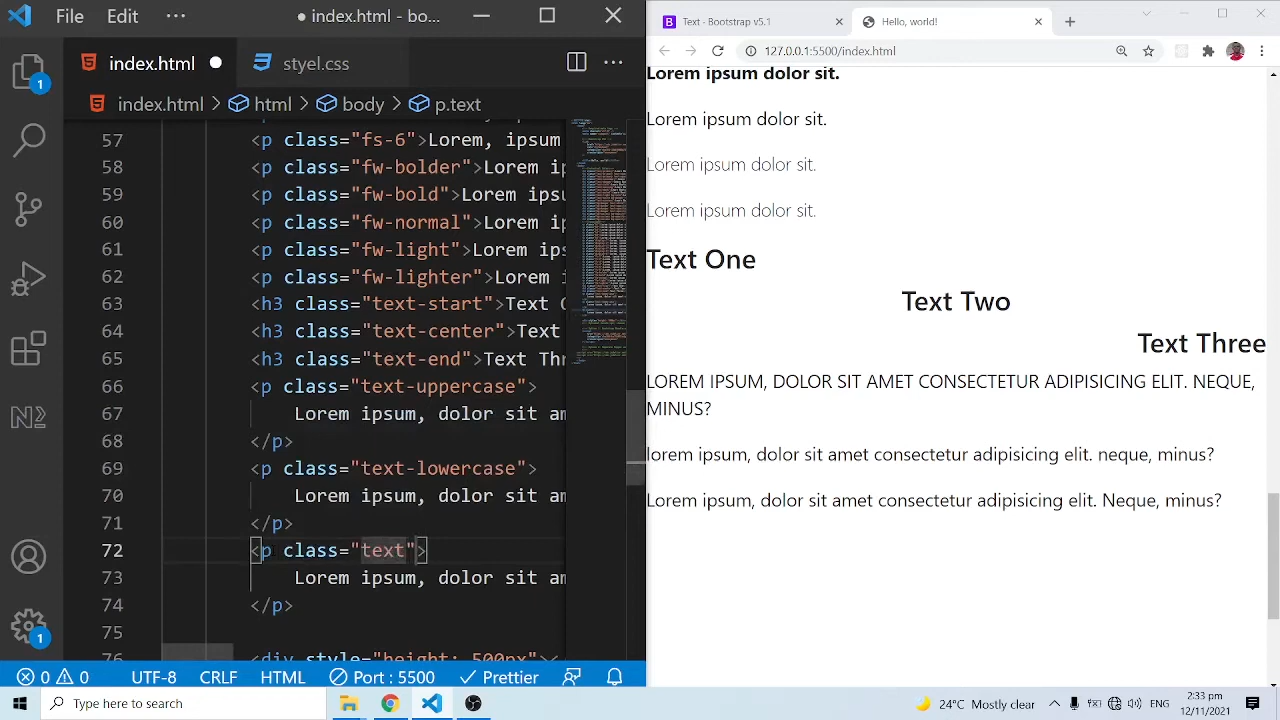 File Edit ··· ● index.html - bo...
index.html ● styel.css ···
index.html > html > body > p.text
57 <p class="fs-6">Lorem, ipsum
58 <p class="fw-bolder">Lorem i
59 <p class="fw-bold">Lorem ips
60 <p class="fw-normal">Lorem i
61 <p class="fw-light">Lorem ip
62 <p class="fw-lighter">Lorem
63 <h3 class="text-start">Text
64 <h3 class="text-center">Text
65 <h3 class="text-end">Text Th
66 <p class="text-uppercase">
67 Lorem ipsum, dolor sit am
68 </p>
69 <p class="text-lowercase">
70 Lorem ipsum, dolor sit am
71 </p>
72 <p class="text">
73 Lorem ipsum, dolor sit am
74 </p>
75
76 <div style="height: 500px"><
1
1
0 0 UTF-8 CRLF HTML Port : 5500 Prettier
Text - Bootstrap v5.1 Hello, world!
127.0.0.1:5500/index.html
Lorem ipsum dolor sit.
Lorem ipsum dolor sit.
Lorem ipsum dolor sit.
Lorem ipsum dolor sit.
Text One
Text Two
Text Three
LOREM IPSUM, DOLOR SIT AMET CONSECTETUR ADIPISICING ELIT. NEQUE,
MINUS?
lorem ipsum, dolor sit amet consectetur adipisicing elit. neque, minus?
Lorem ipsum, dolor sit amet consectetur adipisicing elit. Neque, minus?
Type here to search
24°C Mostly clear ENG 2:33 pm
12/11/2021